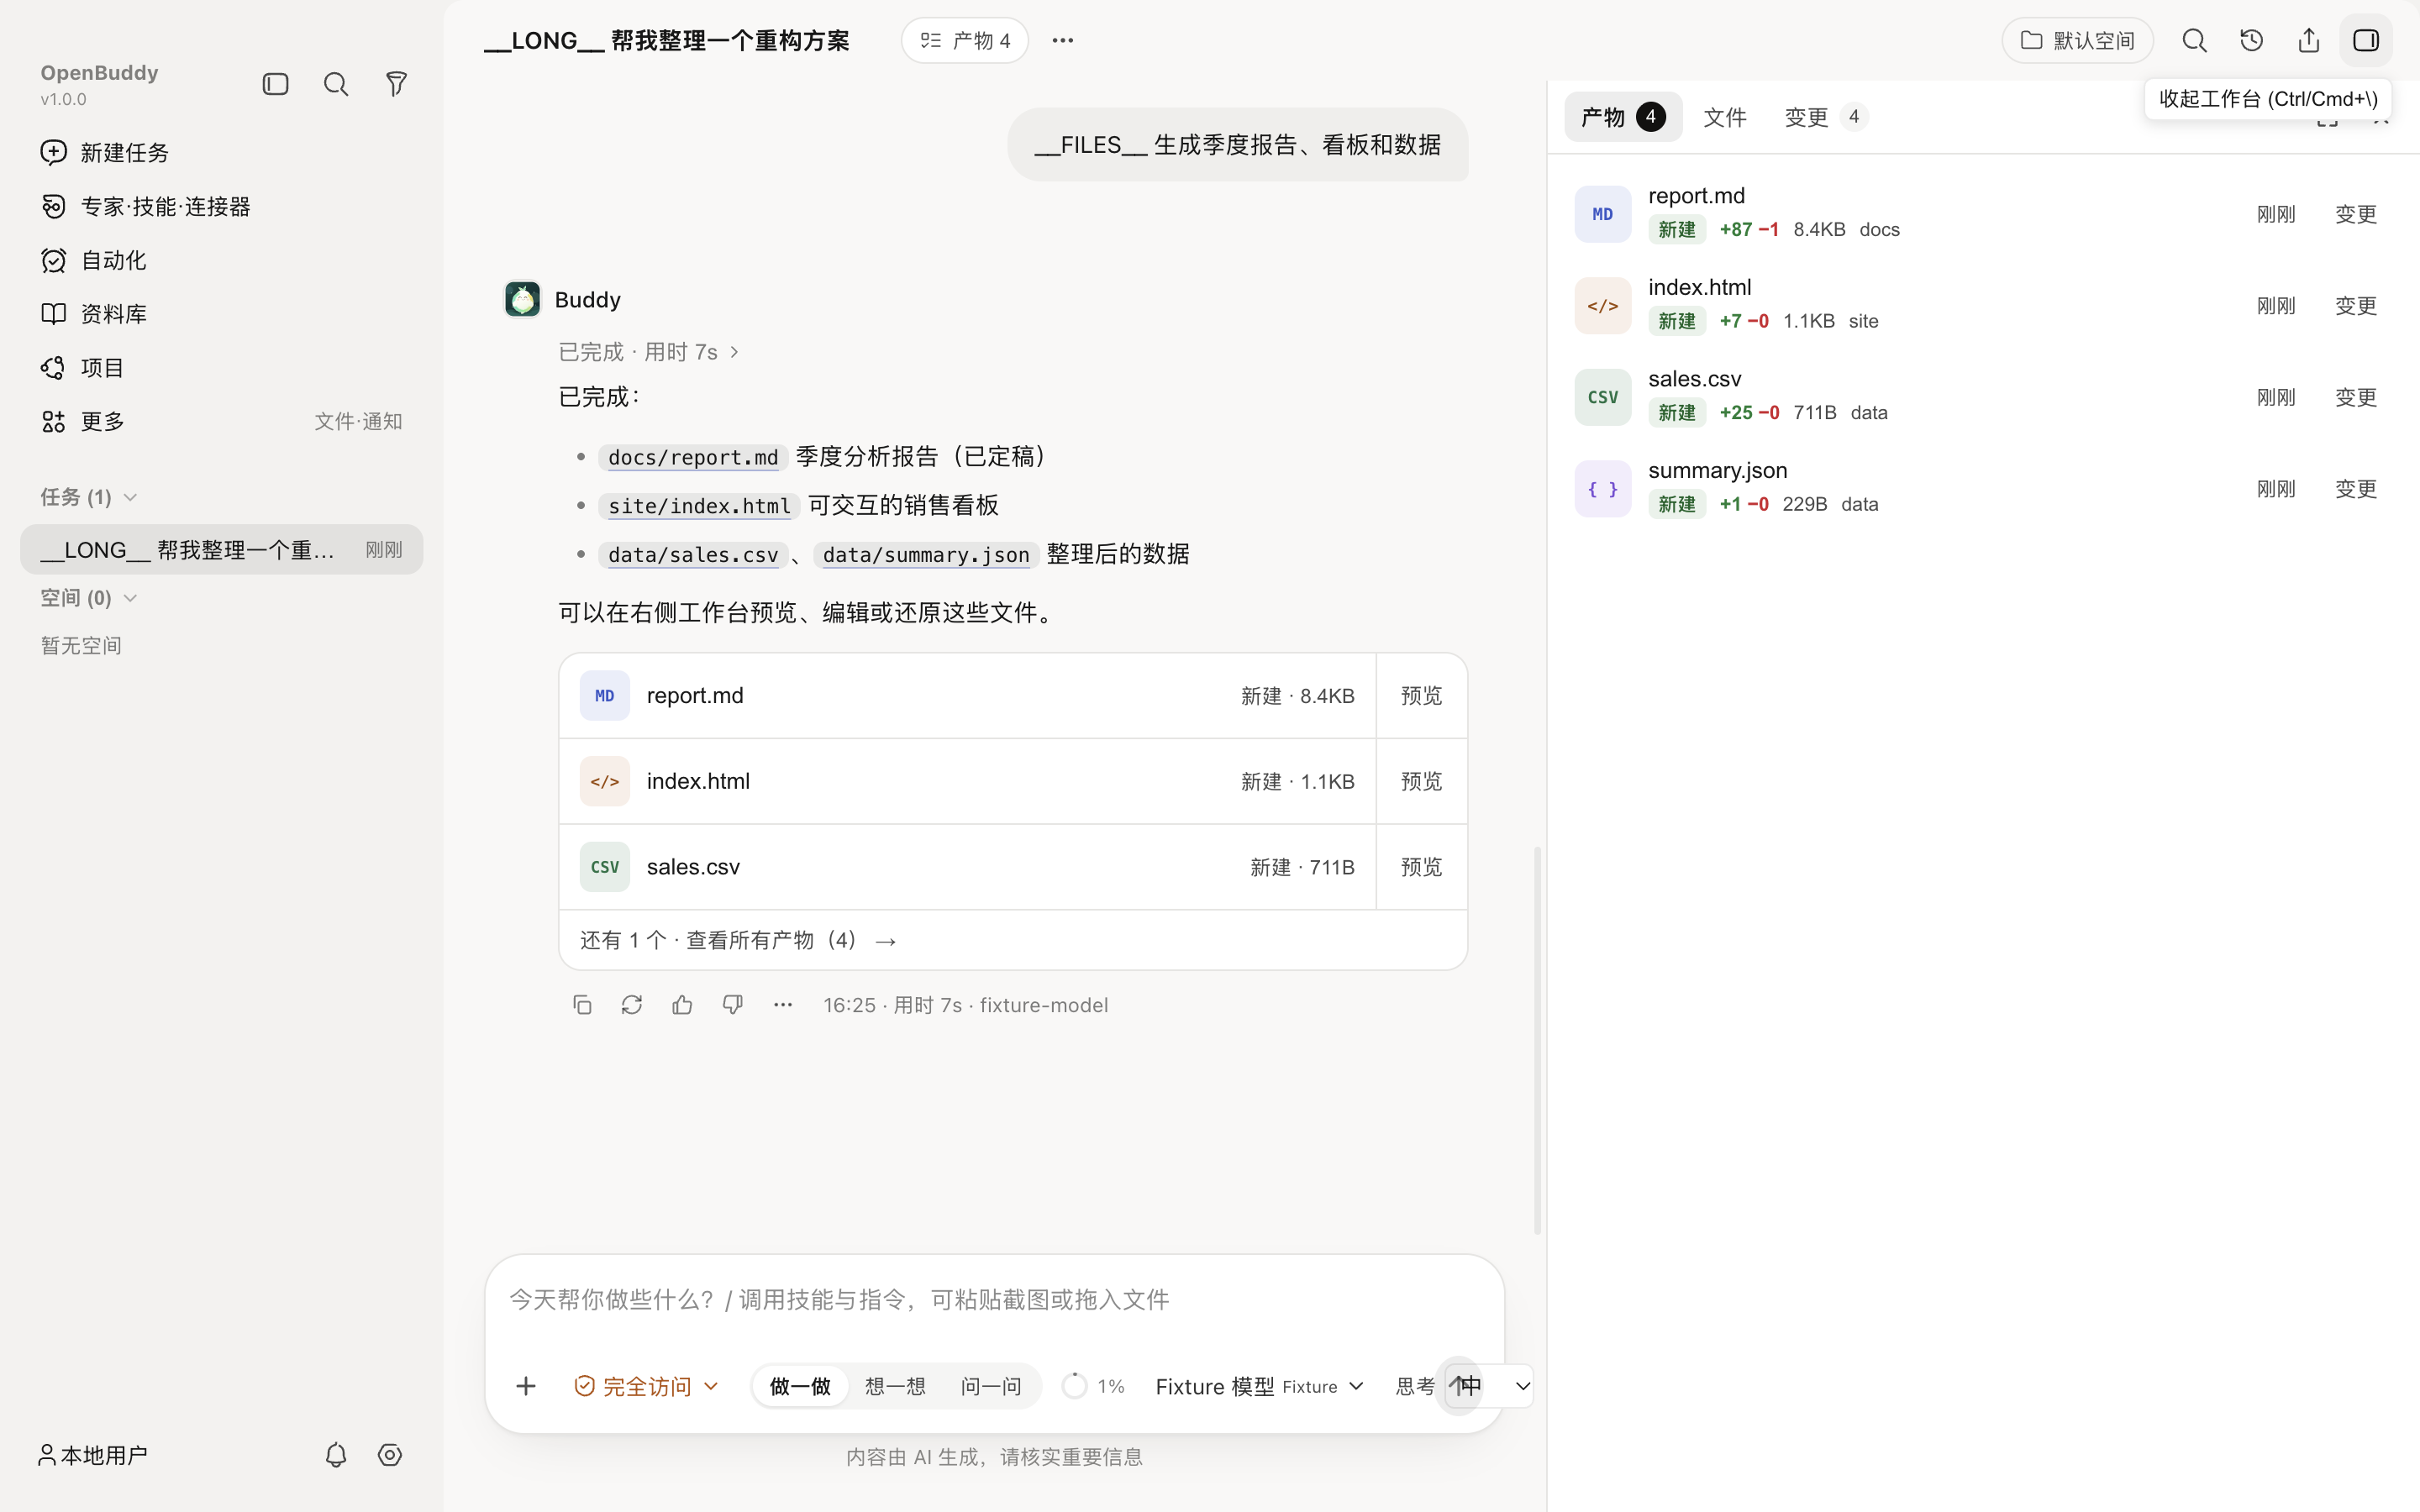 OpenBuddy
v1.0.0
新建任务
专家·技能·连接器
自动化
资料库
项目
更多 文件·通知
任务 (1)
__LONG__ 帮我整理一个重… 刚刚
空间 (0)
暂无空间
本地用户
__LONG__ 帮我整理一个重构方案 产物 4
默认空间
收起工作台 (Ctrl/Cmd+\)
__FILES__ 生成季度报告、看板和数据
Buddy
已完成 · 用时 7s
已完成：
docs/report.md 季度分析报告（已定稿）
site/index.html 可交互的销售看板
data/sales.csv、data/summary.json 整理后的数据
可以在右侧工作台预览、编辑或还原这些文件。
MD report.md 新建 · 8.4KB 预览
</> index.html 新建 · 1.1KB 预览
CSV sales.csv 新建 · 711B 预览
还有 1 个 · 查看所有产物（4） →
16:25 · 用时 7s · fixture-model
今天帮你做些什么？/ 调用技能与指令，可粘贴截图或拖入文件
完全访问 做一做 想一想 问一问 1% Fixture 模型 Fixture 思考 中
内容由 AI 生成，请核实重要信息
产物 4 文件 变更 4
MD report.md 刚刚 变更
新建 +87 −1 8.4KB docs
</> index.html 刚刚 变更
新建 +7 −0 1.1KB site
CSV sales.csv 刚刚 变更
新建 +25 −0 711B data
{ } summary.json 刚刚 变更
新建 +1 −0 229B data